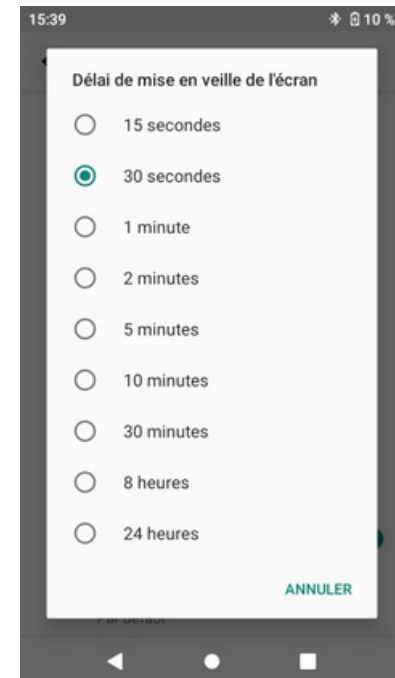 15:39 10 %
Délai de mise en veille de l'écran
15 secondes
30 secondes
1 minute
2 minutes
5 minutes
10 minutes
30 minutes
8 heures
24 heures
ANNULER
Par défaut